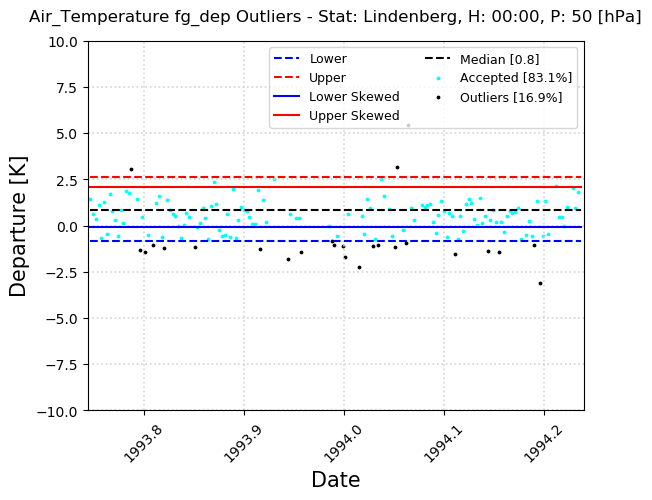 Air_Temperature fg_dep Outliers - Stat: Lindenberg, H: 00:00, P: 50 [hPa]
10.0
7.5
5.0
2.5
0.0
−2.5
−5.0
−7.5
−10.0
Departure [K]
Lower
Upper
Lower Skewed
Upper Skewed
Median [0.8]
Accepted [83.1%]
Outliers [16.9%]
1993.8
1993.9
1994.0
1994.1
1994.2
Date